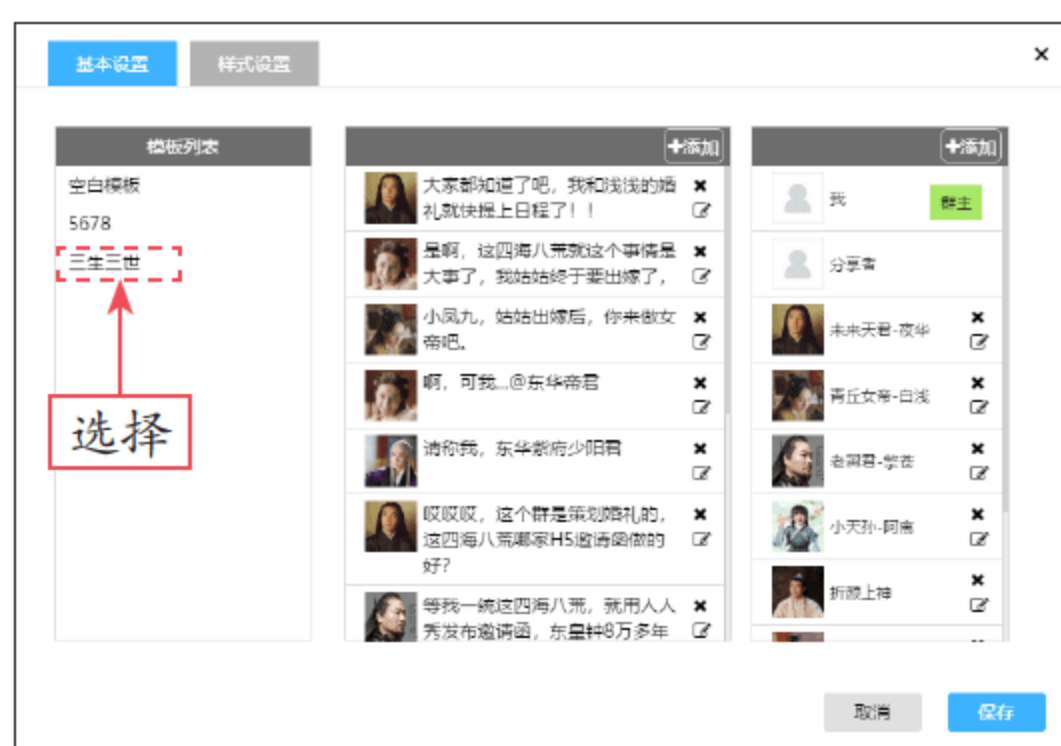 基本设置
样式设置
模板列表
空白模板
5678
三生三世
选择
添加
大家都知道了吧，我和浅浅的婚
礼就快提上日程了！！
是啊，这四海八荒就这个事情是
大事了，我姑姑终于要出嫁了，
小凤九，姑姑出嫁后，你来做女
帝吧。
啊，可我...@东华帝君
请称我，东华紫府少阳君
哎哎哎，这个群是策划婚礼的，
这四海八荒哪家H5邀请函做的
好？
等我一统这四海八荒，就用人人
秀发布邀请函，东皇钟8万多年
添加
我
群主
分享者
未来天君-夜华
青丘女帝-白浅
老翼君-擎苍
小天孙-阿离
折颜上神
取消
保存